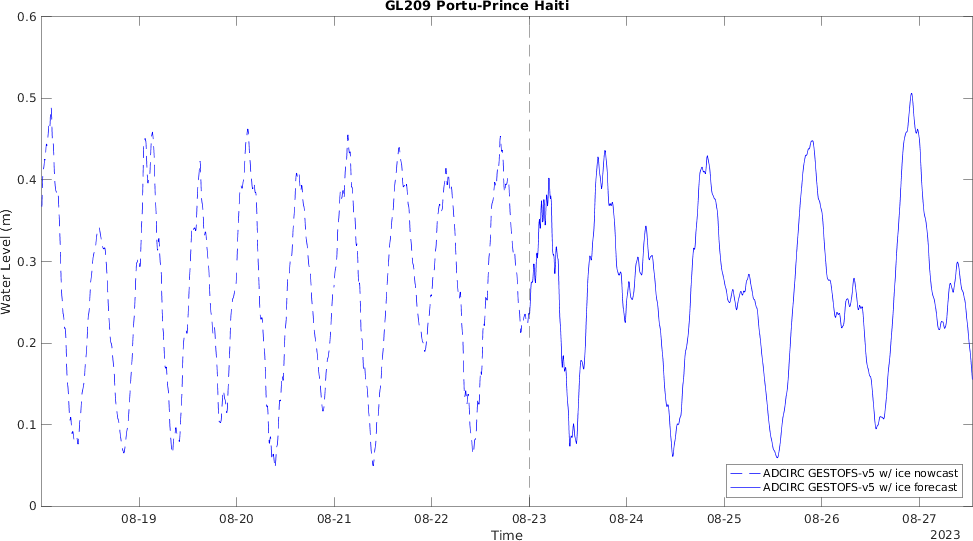 GL209 Portu-Prince Haiti
0.6
0.5
0.4
0.3
0.2
0.1
0
Water Level (m)
08-19 08-20 08-21 08-22 08-23 08-24 08-25 08-26 08-27
Time
2023
ADCIRC GESTOFS-v5 w/ ice nowcast
ADCIRC GESTOFS-v5 w/ ice forecast